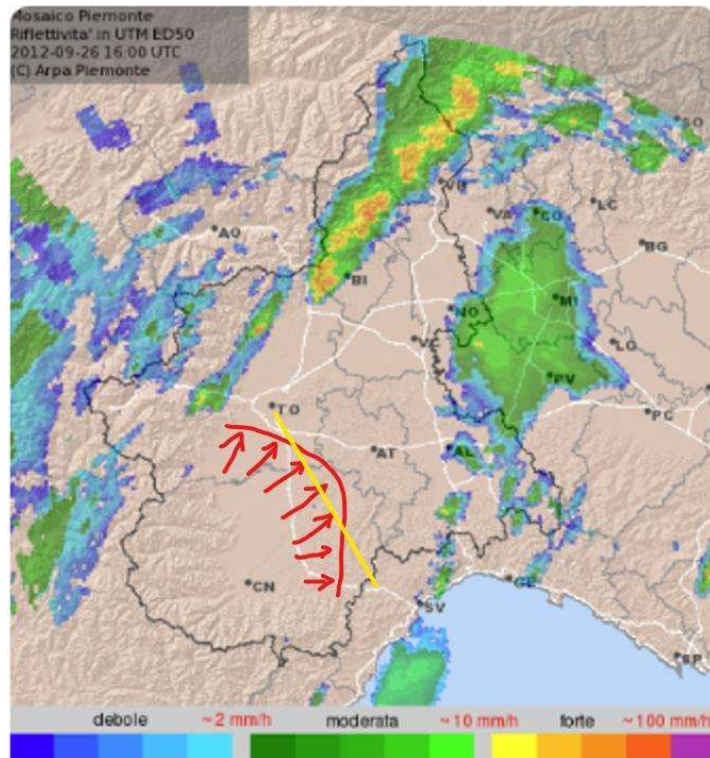 Mosaico Piemonte
Riflettivita' in UTM ED50
2012-09-26 16:00 UTC
(C) Arpa Piemonte
SO
VB
VA
CO
LC
AO
BG
BI
MI
NO
VC
LO
PV
TO
PC
AT
AL
CN
GE
SV
SP
debole ~2 mm/h moderata ~10 mm/h forte ~100 mm/h